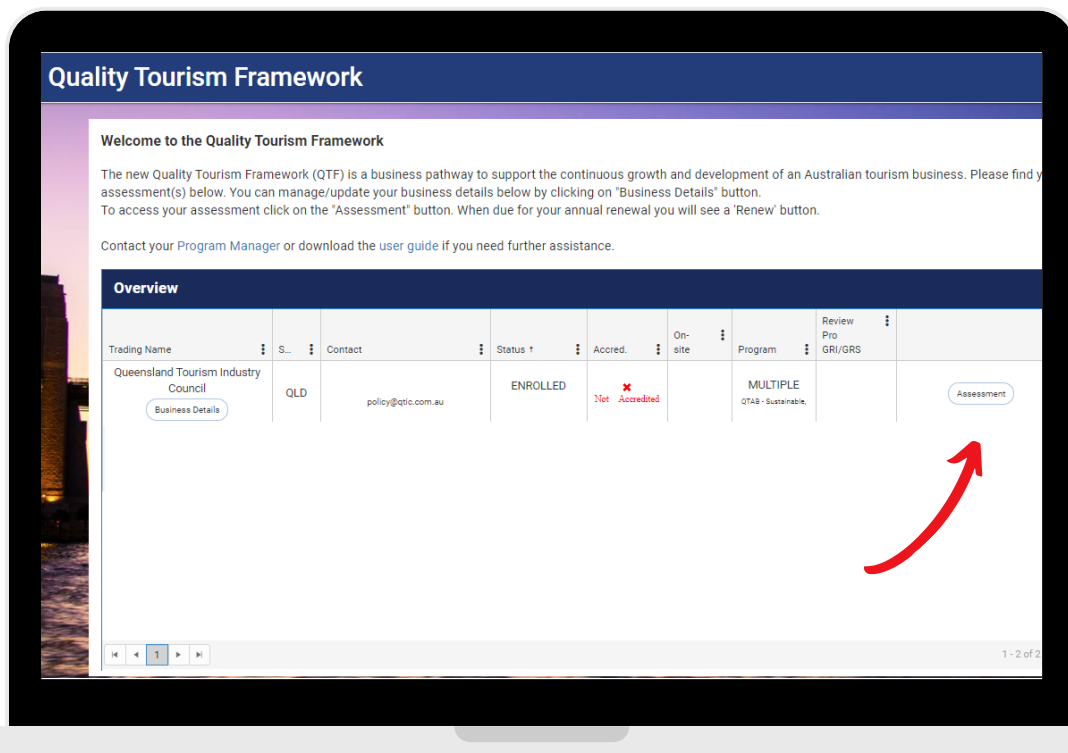 Quality Tourism Framework
Welcome to the Quality Tourism Framework
The new Quality Tourism Framework (QTF) is a business pathway to support the continuous growth and development of an Australian tourism business. Please find y
assessment(s) below. You can manage/update your business details below by clicking on "Business Details" button.
To access your assessment click on the "Assessment" button. When due for your annual renewal you will see a 'Renew' button.
Contact your Program Manager or download the user guide if you need further assistance.
Overview
Trading Name
S...
Contact
Status ↑
Accred.
On-
site
Program
Review
Pro
GRI/GRS
Queensland Tourism Industry
Council
Business Details
QLD
policy@qtic.com.au
ENROLLED
Not Accredited
MULTIPLE
QTAB - Sustainable,
Assessment
1
1 - 2 of 2